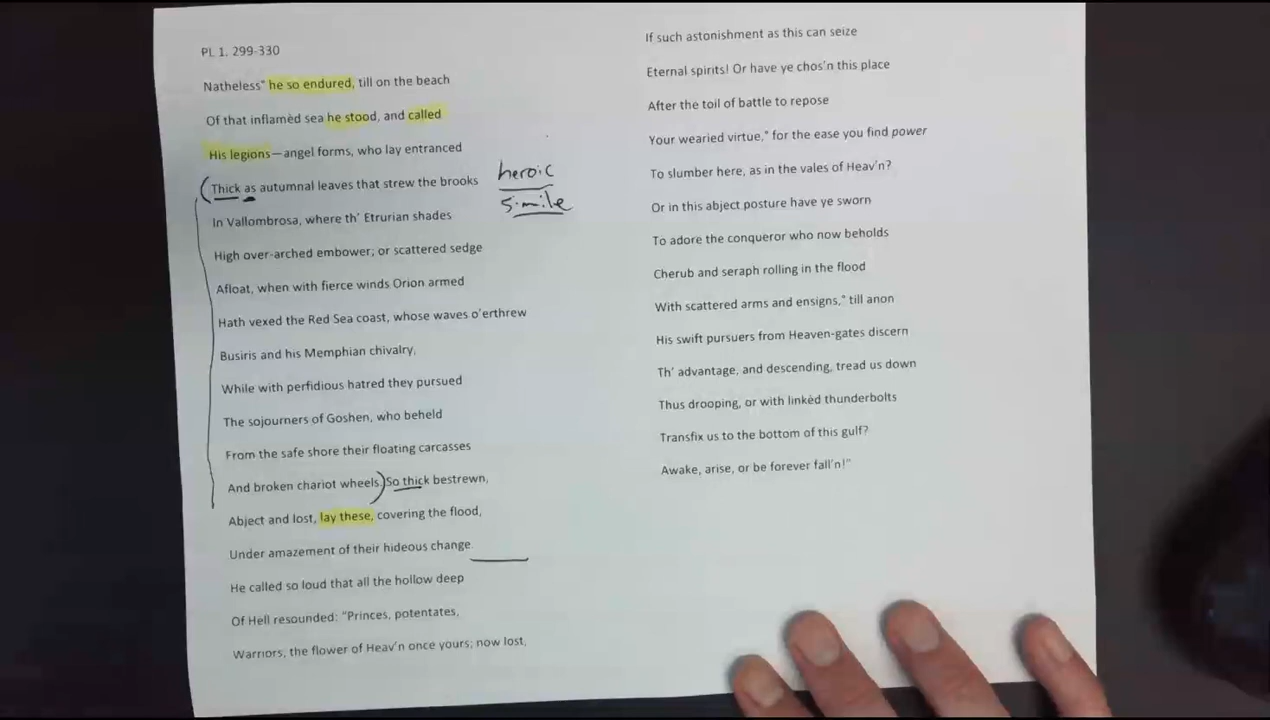 PL 1. 299-330
Natheless° he so endured, till on the beach
Of that inflamèd sea he stood, and called
His legions—angel forms, who lay entranced
(Thick as autumnal leaves that strew the brooks
In Vallombrosa, where th' Etrurian shades
High over-arched embower; or scattered sedge
Afloat, when with fierce winds Orion armed
Hath vexed the Red Sea coast, whose waves o'erthrew
Busiris and his Memphian chivalry,
While with perfidious hatred they pursued
The sojourners of Goshen, who beheld
From the safe shore their floating carcasses
And broken chariot wheels.) So thick bestrewn,
Abject and lost, lay these, covering the flood,
Under amazement of their hideous change.
He called so loud that all the hollow deep
Of Hell resounded: "Princes, potentates,
Warriors, the flower of Heav'n once yours; now lost,
heroic
simile
If such astonishment as this can seize
Eternal spirits! Or have ye chos'n this place
After the toil of battle to repose
Your wearied virtue,° for the ease you find power
To slumber here, as in the vales of Heav'n?
Or in this abject posture have ye sworn
To adore the conqueror who now beholds
Cherub and seraph rolling in the flood
With scattered arms and ensigns,° till anon
His swift pursuers from Heaven-gates discern
Th' advantage, and descending, tread us down
Thus drooping, or with linkèd thunderbolts
Transfix us to the bottom of this gulf?
Awake, arise, or be forever fall'n!"